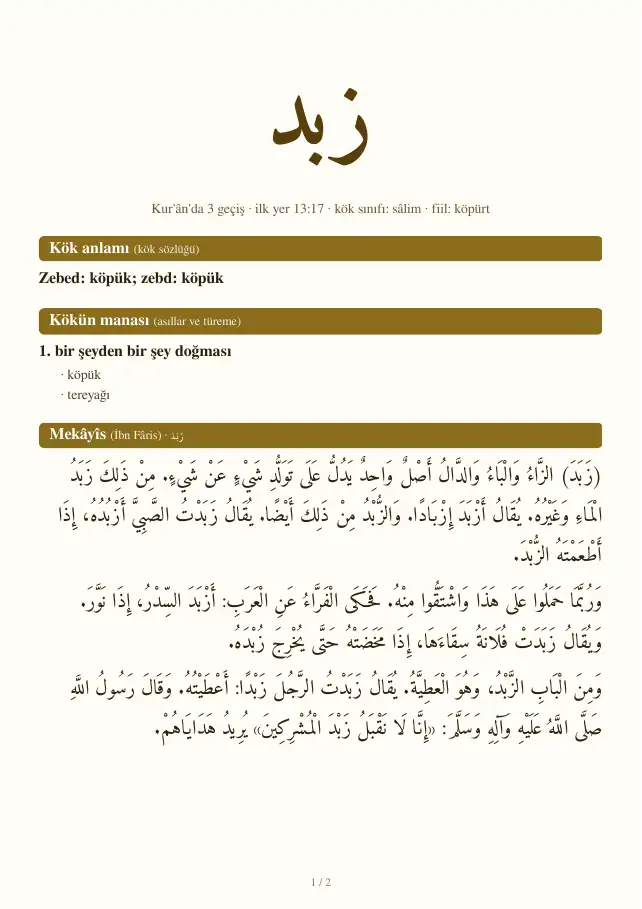 زبد
Kur'ân'da 3 geçiş · ilk yer 13:17 · kök sınıfı: sâlim · fiil: köpürt
Kök anlamı (kök sözlüğü)
Zebed: köpük; zebd: köpük
Kökün manası (asıllar ve türeme)
1. bir şeyden bir şey doğması
· köpük
· tereyağı
Mekâyîs (İbn Fâris) · زَبَدَ
(زَبَدَ) الزَّاءُ وَالْبَاءُ وَالدَّالُ أَصْلٌ وَاحِدٌ يَدُلُّ عَلَى تَوَلُّدِ شَيْءٍ عَنْ شَيْءٍ. مِنْ ذَلِكَ زَبَدُ
الْمَاءِ وَغَيْرُهُ. يُقَالُ أَزْبَدَ إِزْبَادًا. وَالزُّبْدُ مِنْ ذَلِكَ أَيْضًا. يُقَالُ زَبَدْتُ الصَّبِيَّ أَزْبُدُهُ، إِذَا
أَطْعَمْتَهُ الزُّبْدَ.
وَرُبَّمَا حَمَلُوا عَلَى هَذَا وَاشْتَقُّوا مِنْهُ. فَحَكَى الْفَرَّاءُ عَنِ الْعَرَبِ: أَزْبَدَ السِّدْرُ، إِذَا نَوَّرَ.
وَيُقَالُ زَبَدَتْ فُلَانَةُ سِقَاءَهَا، إِذَا مَخَضَتْهُ حَتَّى يُخْرِجَ زُبْدَهُ.
وَمِنَ الْبَابِ الزَّبْدُ، وَهُوَ الْعَطِيَّةُ. يُقَالُ زَبَدْتُ الرَّجُلَ زَبْدًا: أَعْطَيْتُهُ. وَقَالَ رَسُولُ اللَّهِ
صَلَّى اللَّهُ عَلَيْهِ وَآلِهِ وَسَلَّمَ: «إِنَّا لَا نَقْبَلُ زَبْدَ الْمُشْرِكِينَ» يُرِيدُ هَدَايَاهُمْ.
1 / 2